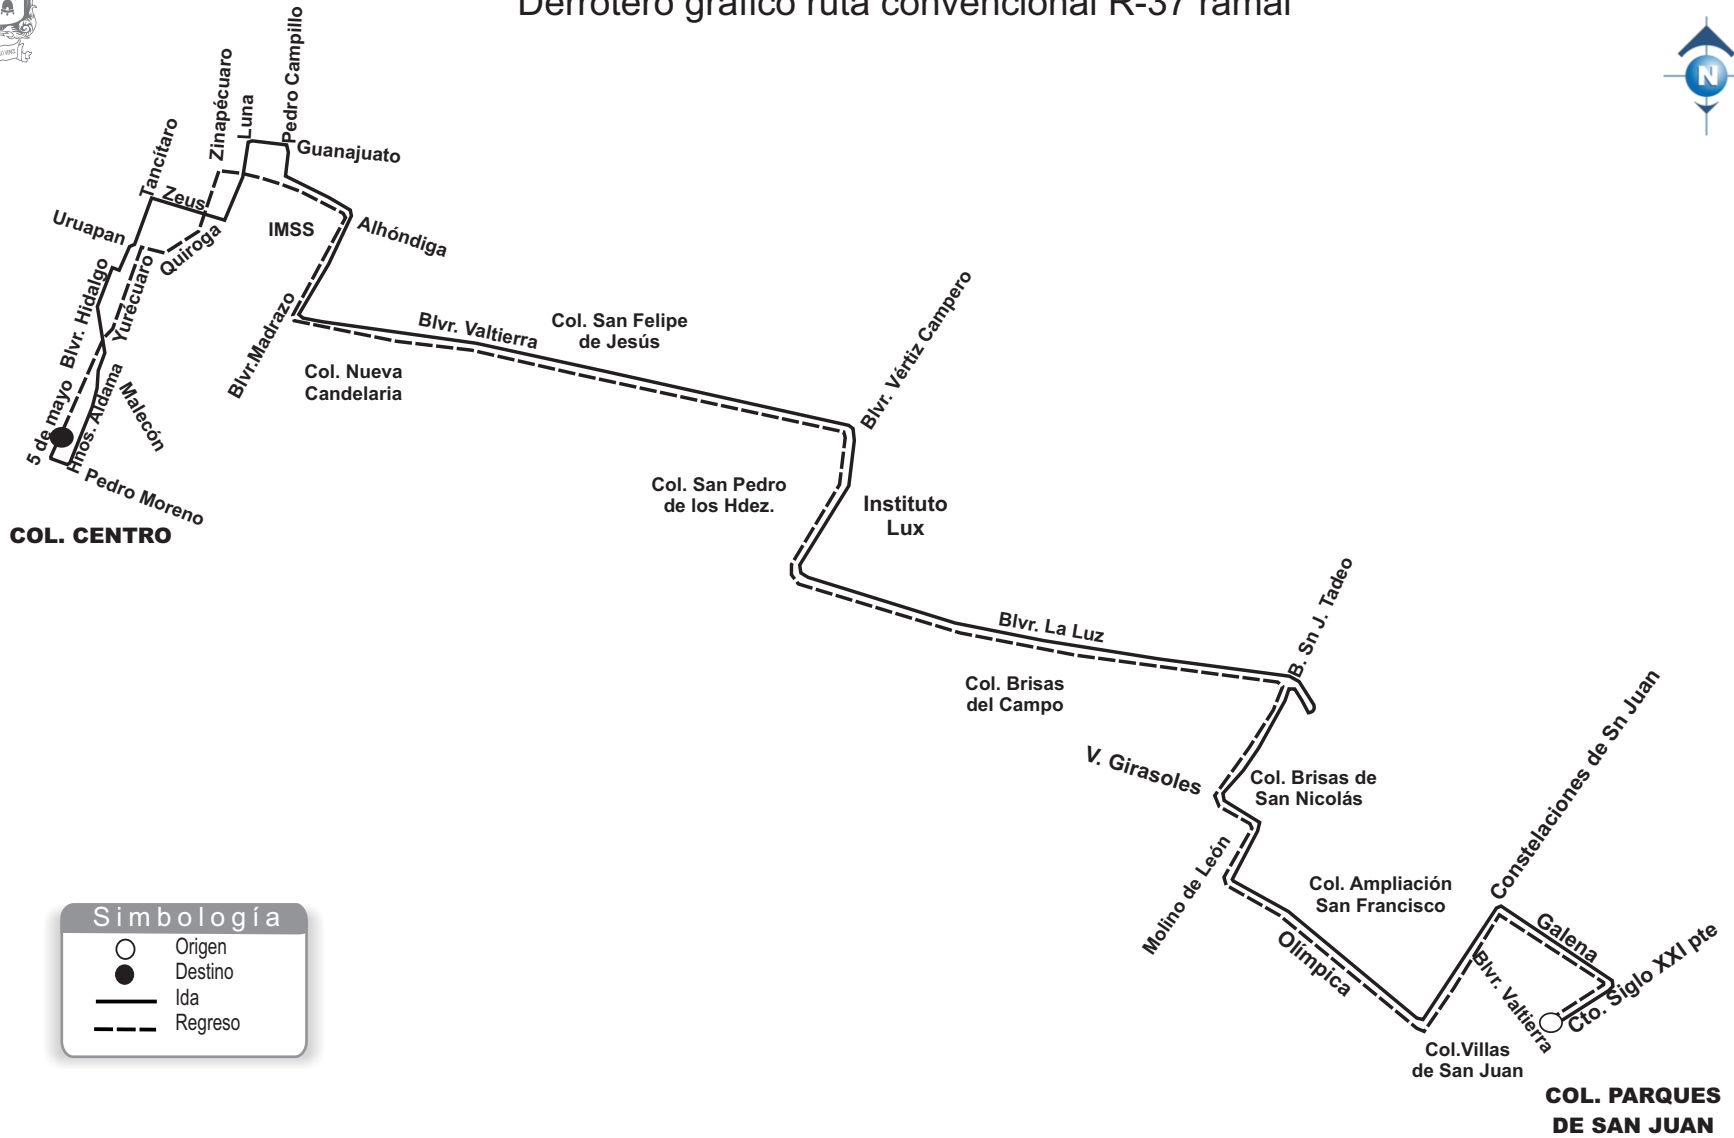 Derrotero gráfico ruta convencional R-37 ramal
N
Pedro Campillo
Zinapécuaro
Luna
Guanajuato
Tancítaro
Zeus
Uruapan
Quiroga
IMSS
Alhóndiga
Blvr. Hidalgo
Yurécuaro
Blvr.Madrazo
Blvr. Valtierra
Col. San Felipe
de Jesús
Col. Nueva
Candelaria
Blvr. Vértiz Campero
5 de mayo
Hnos. Aldama
Malecón
Pedro Moreno
COL. CENTRO
Col. San Pedro
de los Hdez.
Instituto
Lux
Blvr. La Luz
B. Sn J. Tadeo
Col. Brisas
del Campo
V. Girasoles
Col. Brisas de
San Nicolás
Constelaciones de Sn Juan
Molino de León
Col. Ampliación
San Francisco
Olímpica
Galena
Blvr. Valtierra
Cto. Siglo XXI pte
Col.Villas
de San Juan
COL. PARQUES
DE SAN JUAN
Simbología
Origen
Destino
Ida
Regreso